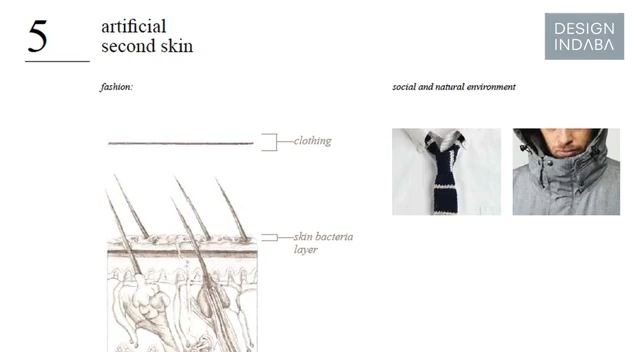 5
artificial
second skin
DESIGN
INDABA
fashion:
social and natural environment
clothing
skin bacteria
layer